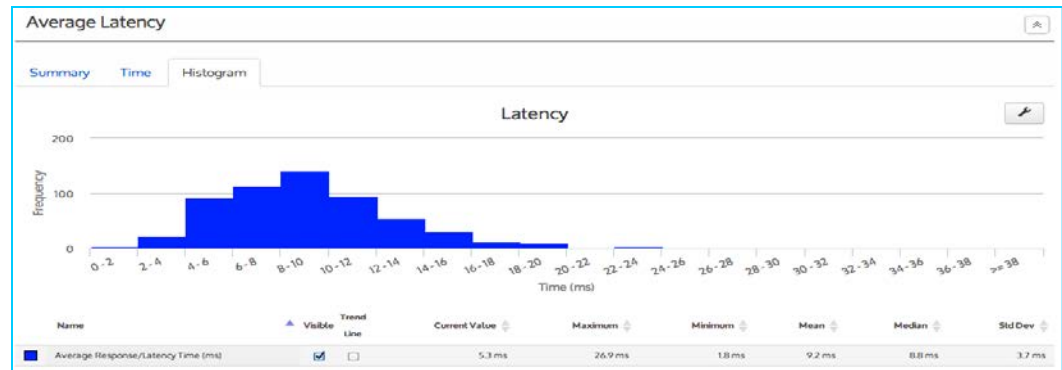 Average Latency
Summary Time Histogram
Latency
200
100
0
Frequency
0-2 2-4 4-6 6-8 8-10 10-12 12-14 14-16 16-18 18-20 20-22 22-24 24-26 26-28 28-30 30-32 32-34 34-36 36-38 >= 38
Time (ms)
Name Visible Trend Line Current Value Maximum Minimum Mean Median Std Dev
Average Response/Latency Time (ms) 5.3 ms 26.9 ms 1.8 ms 9.2 ms 8.8 ms 3.7 ms